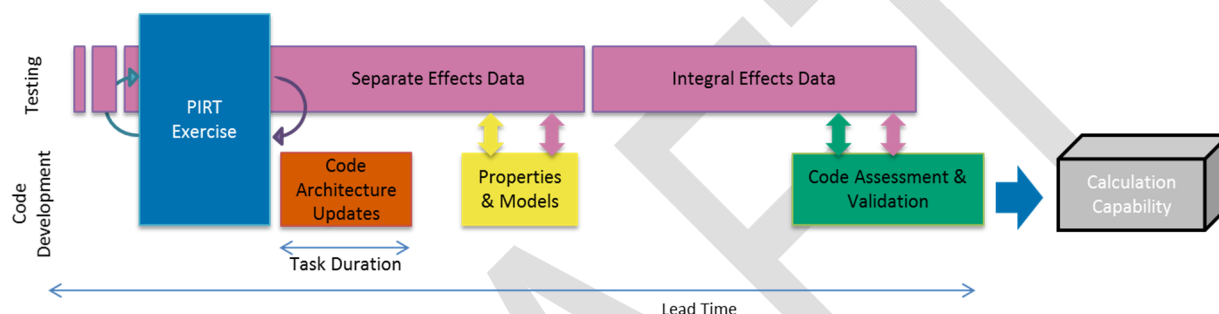 Testing
PIRT
Exercise
Separate Effects Data
Integral Effects Data
Code
Development
Code
Architecture
Updates
Properties
& Models
Code Assessment &
Validation
Calculation
Capability
Task Duration
Lead Time